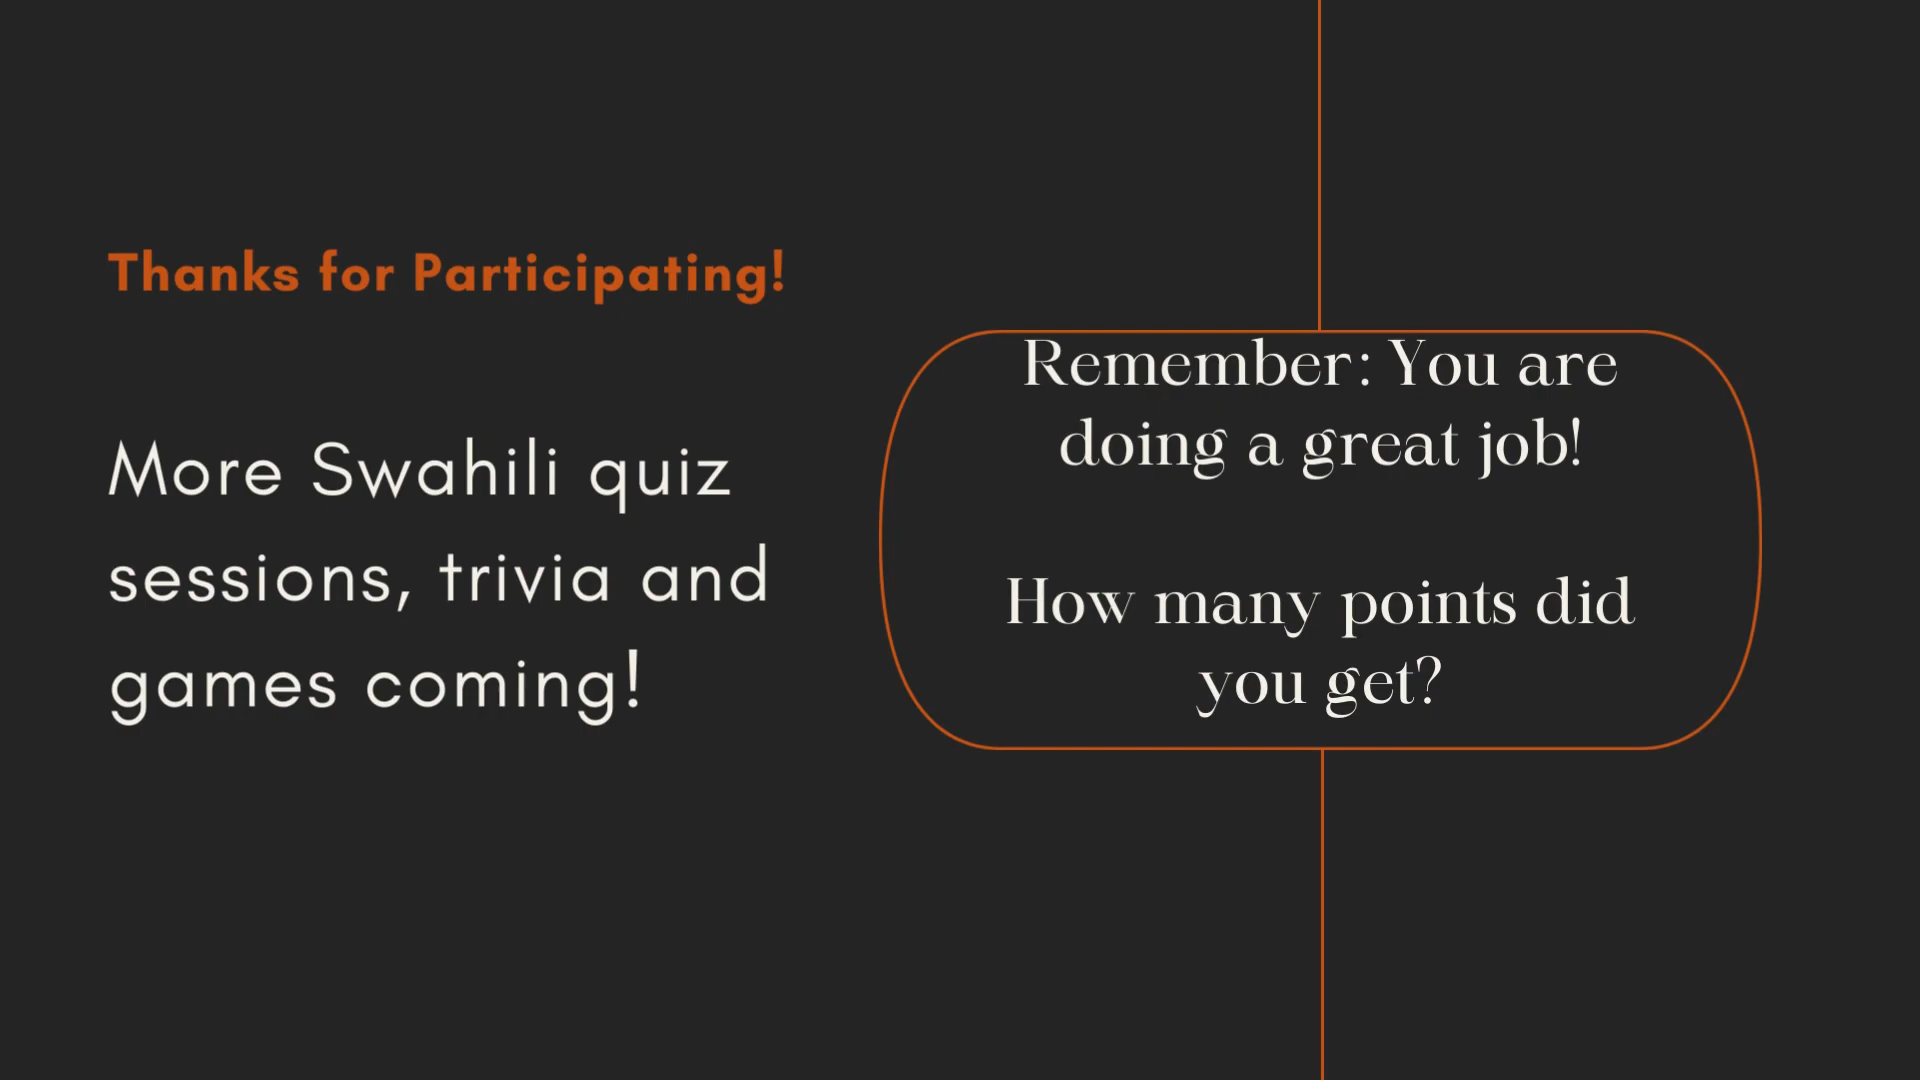 Thanks for Participating!
More Swahili quiz
sessions, trivia and
games coming!
Remember: You are
doing a great job!
How many points did
you get?